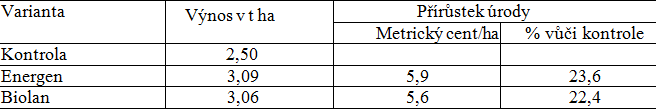 Varianta Výnos v t ha Přírůstek úrody
Metrický cent/ha % vůči kontrole
Kontrola 2,50
Energen 3,09 5,9 23,6
Biolan 3,06 5,6 22,4